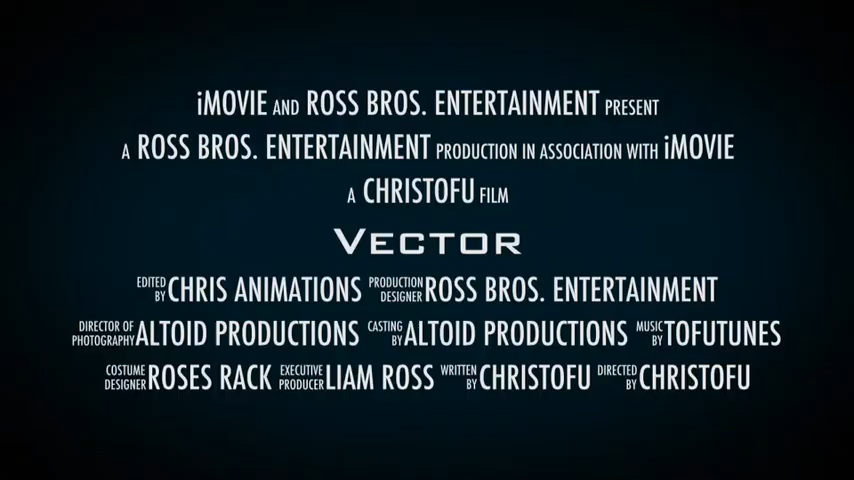 iMOVIE AND ROSS BROS. ENTERTAINMENT PRESENT
A ROSS BROS. ENTERTAINMENT PRODUCTION IN ASSOCIATION WITH iMOVIE
A CHRISTOFU FILM
VECTOR
EDITED BY CHRIS ANIMATIONS PRODUCTION DESIGNER ROSS BROS. ENTERTAINMENT
DIRECTOR OF PHOTOGRAPHY ALTOID PRODUCTIONS CASTING BY ALTOID PRODUCTIONS MUSIC BY TOFUTUNES
COSTUME DESIGNER ROSES RACK EXECUTIVE PRODUCER LIAM ROSS WRITTEN BY CHRISTOFU DIRECTED BY CHRISTOFU